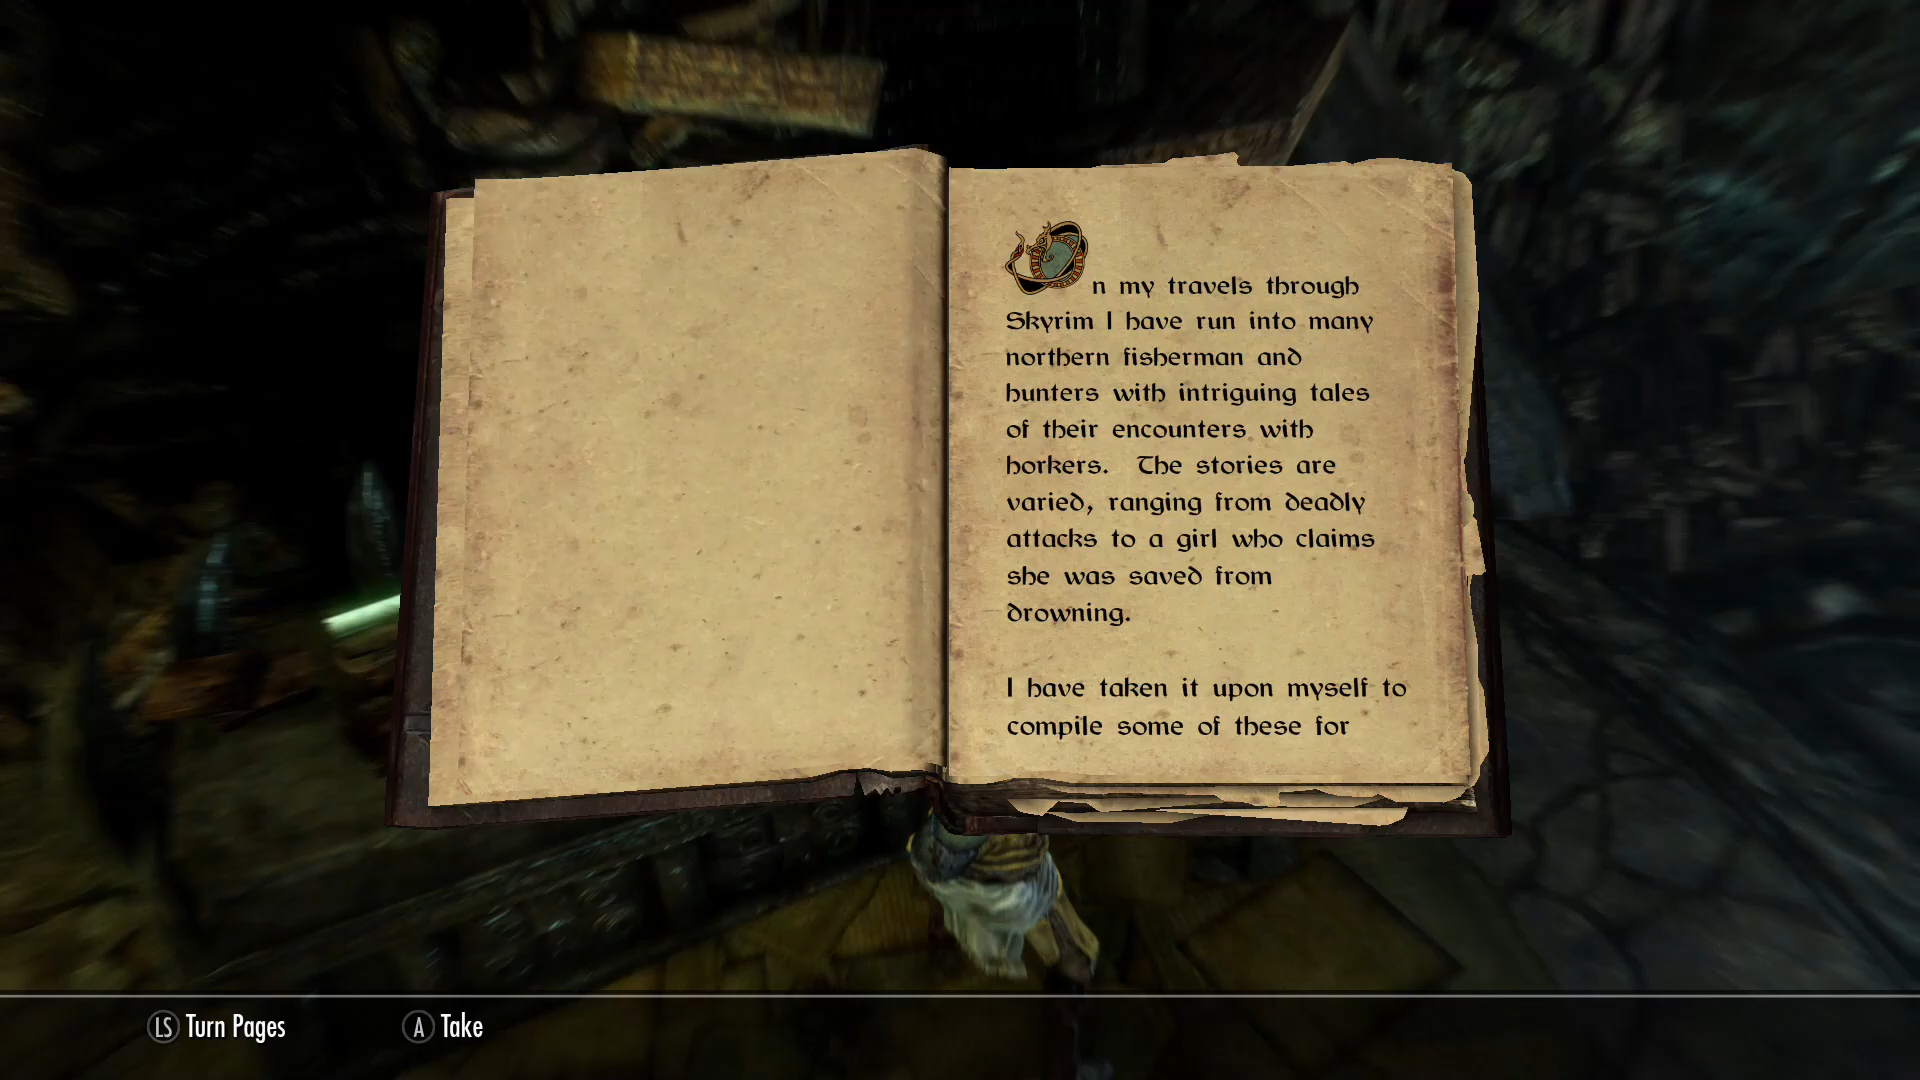 On my travels through
Skyrim I have run into many
northern fisherman and
hunters with intriguing tales
of their encounters with
horkers. The stories are
varied, ranging from deadly
attacks to a girl who claims
she was saved from
drowning.
I have taken it upon myself to
compile some of these for
LS Turn Pages
A Take